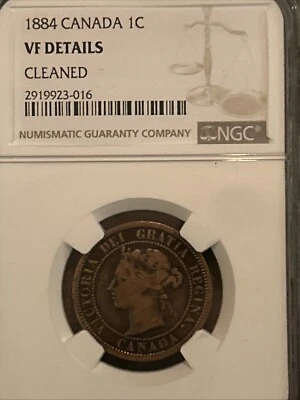 1884 CANADA 1C
VF DETAILS
CLEANED
2919923-016
NUMISMATIC GUARANTY COMPANY
NGC
VICTORIA DEI GRATIA REGINA.
CANADA